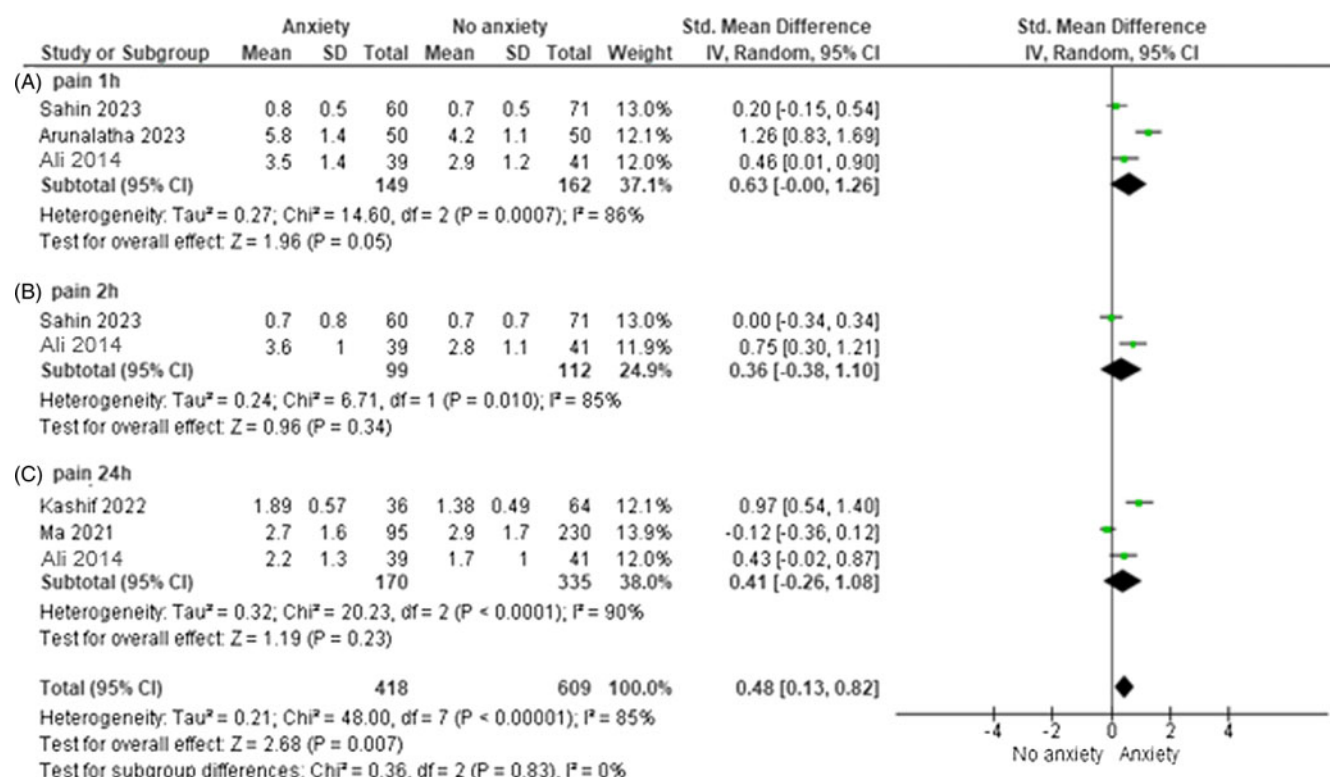 Anxiety No anxiety Std. Mean Difference Std. Mean Difference
Study or Subgroup Mean SD Total Mean SD Total Weight IV, Random, 95% CI IV, Random, 95% CI
(A) pain 1h
Sahin 2023 0.8 0.5 60 0.7 0.5 71 13.0% 0.20 [-0.15, 0.54]
Arunalatha 2023 5.8 1.4 50 4.2 1.1 50 12.1% 1.26 [0.83, 1.69]
Ali 2014 3.5 1.4 39 2.9 1.2 41 12.0% 0.46 [0.01, 0.90]
Subtotal (95% CI) 149 162 37.1% 0.63 [-0.00, 1.26]
Heterogeneity: Tau² = 0.27; Chi² = 14.60, df = 2 (P = 0.0007); I² = 86%
Test for overall effect: Z = 1.96 (P = 0.05)
(B) pain 2h
Sahin 2023 0.7 0.8 60 0.7 0.7 71 13.0% 0.00 [-0.34, 0.34]
Ali 2014 3.6 1 39 2.8 1.1 41 11.9% 0.75 [0.30, 1.21]
Subtotal (95% CI) 99 112 24.9% 0.36 [-0.38, 1.10]
Heterogeneity: Tau² = 0.24; Chi² = 6.71, df = 1 (P = 0.010); I² = 85%
Test for overall effect: Z = 0.96 (P = 0.34)
(C) pain 24h
Kashif 2022 1.89 0.57 36 1.38 0.49 64 12.1% 0.97 [0.54, 1.40]
Ma 2021 2.7 1.6 95 2.9 1.7 230 13.9% -0.12 [-0.36, 0.12]
Ali 2014 2.2 1.3 39 1.7 1 41 12.0% 0.43 [-0.02, 0.87]
Subtotal (95% CI) 170 335 38.0% 0.41 [-0.26, 1.08]
Heterogeneity: Tau² = 0.32; Chi² = 20.23, df = 2 (P < 0.0001); I² = 90%
Test for overall effect: Z = 1.19 (P = 0.23)
Total (95% CI) 418 609 100.0% 0.48 [0.13, 0.82]
Heterogeneity: Tau² = 0.21; Chi² = 48.00, df = 7 (P < 0.00001); I² = 85%
Test for overall effect: Z = 2.68 (P = 0.007)
Test for subgroup differences: Chi² = 0.36, df = 2 (P = 0.83), I² = 0%
-4 -2 0 2 4
No anxiety Anxiety